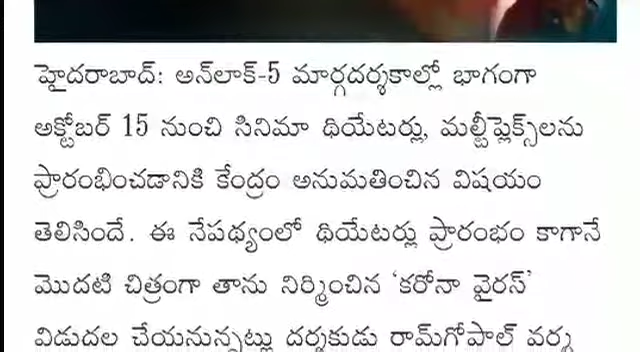 హైదరాబాద్: అన్‌లాక్-5 మార్గదర్శకాల్లో భాగంగా
అక్టోబర్ 15 నుంచి సినిమా థియేటర్లు, మల్టీప్లెక్స్‌లను
ప్రారంభించడానికి కేంద్రం అనుమతించిన విషయం
తెలిసిందే. ఈ నేపథ్యంలో థియేటర్లు ప్రారంభం కాగానే
మొదటి చిత్రంగా తాను నిర్మించిన ‘కరోనా వైరస్’
విడుదల చేయనున్నట్లు దర్శకుడు రామ్‌గోపాల్ వర్మ